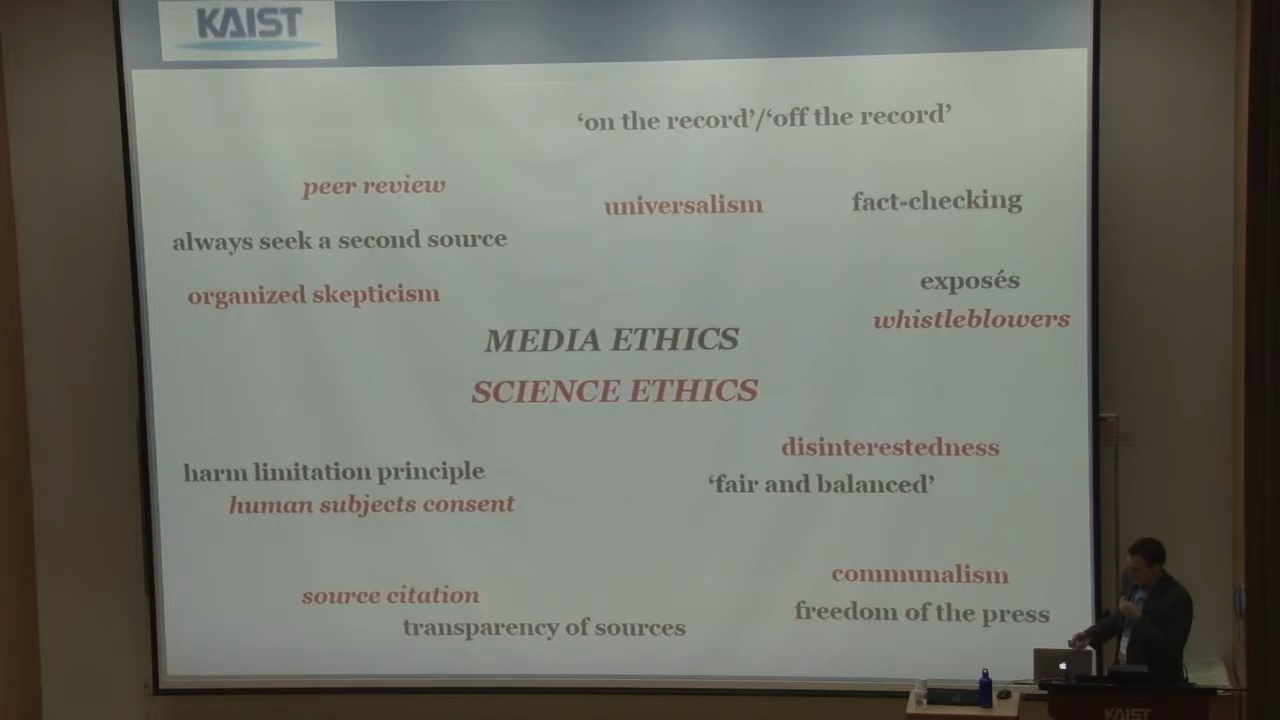 KAIST
‘on the record’/‘off the record’
peer review
universalism
fact-checking
always seek a second source
organized skepticism
exposés
whistleblowers
MEDIA ETHICS
SCIENCE ETHICS
disinterestedness
harm limitation principle
‘fair and balanced’
human subjects consent
communalism
source citation
freedom of the press
transparency of sources
KAIST